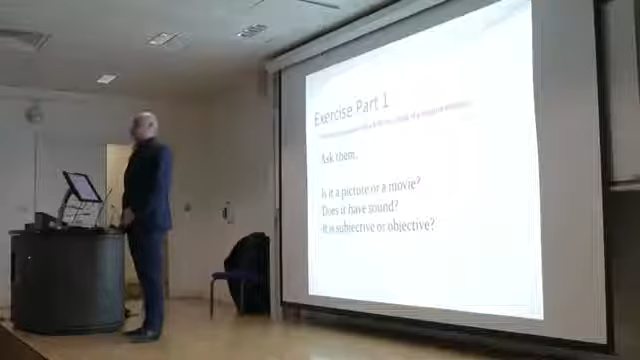 Exercise Part 1
Ask them,
Is it a picture or a movie?
Does it have sound?
It is subjective or objective?